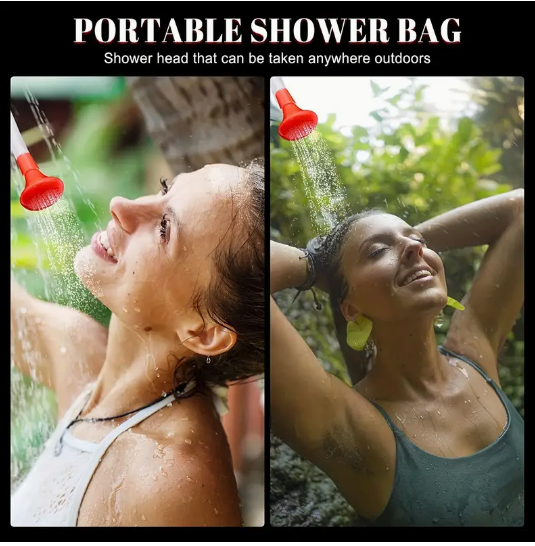 PORTABLE SHOWER BAG
Shower head that can be taken anywhere outdoors